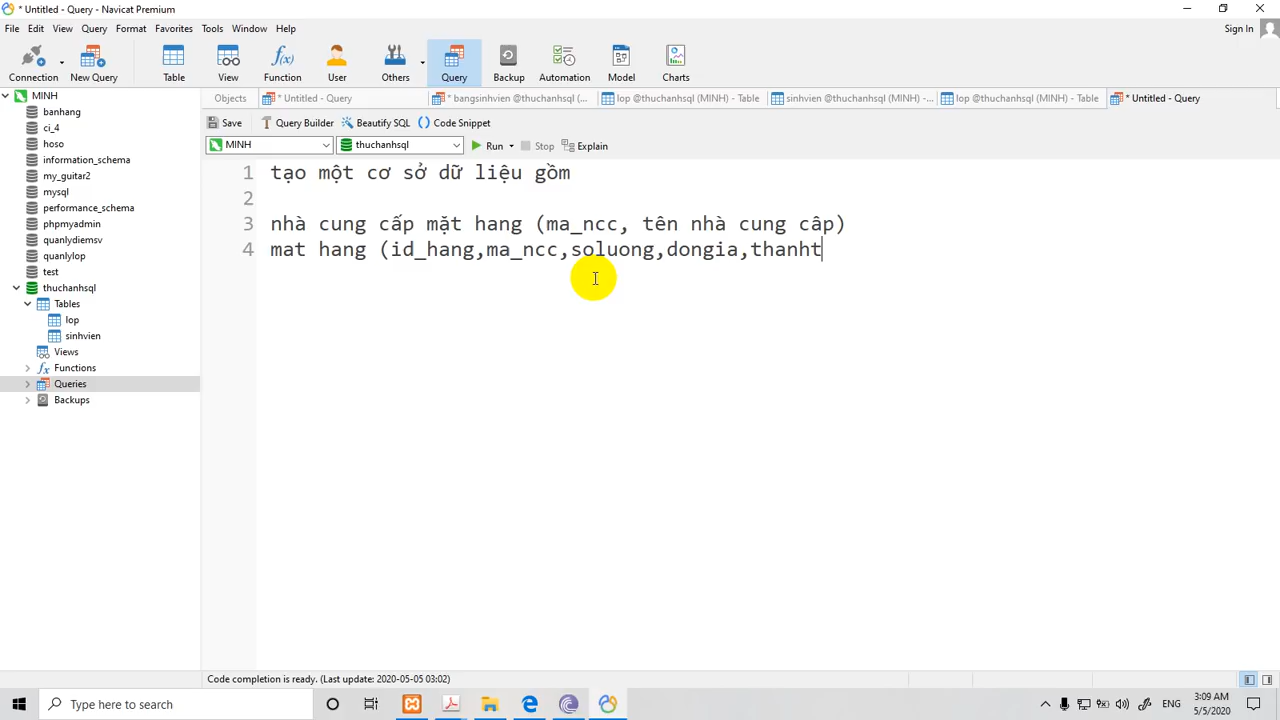 * Untitled - Query - Navicat Premium
File Edit View Query Format Favorites Tools Window Help
Sign In
Connection New Query Table View Function User Others Query Backup Automation Model Charts
MINH
banhang
ci_4
hoso
information_schema
my_guitar2
mysql
performance_schema
phpmyadmin
quanlydiemsv
quanlylop
test
thuchanhsql
Tables
lop
sinhvien
Views
Functions
Queries
Backups
Objects * Untitled - Query * bangsinhvien @thuchanhsql (... lop @thuchanhsql (MINH) - Table sinhvien @thuchanhsql (MINH) -... lop @thuchanhsql (MINH) - Table * Untitled - Query
Save Query Builder Beautify SQL () Code Snippet
MINH thuchanhsql Run Stop Explain
1 tạo một cơ sở dữ liệu gồm
2
3 nhà cung cấp mặt hang (ma_ncc, tên nhà cung câp)
4 mat hang (id_hang,ma_ncc,soluong,dongia,thanht
Code completion is ready. (Last update: 2020-05-05 03:02)
Type here to search
ENG
3:09 AM
5/5/2020